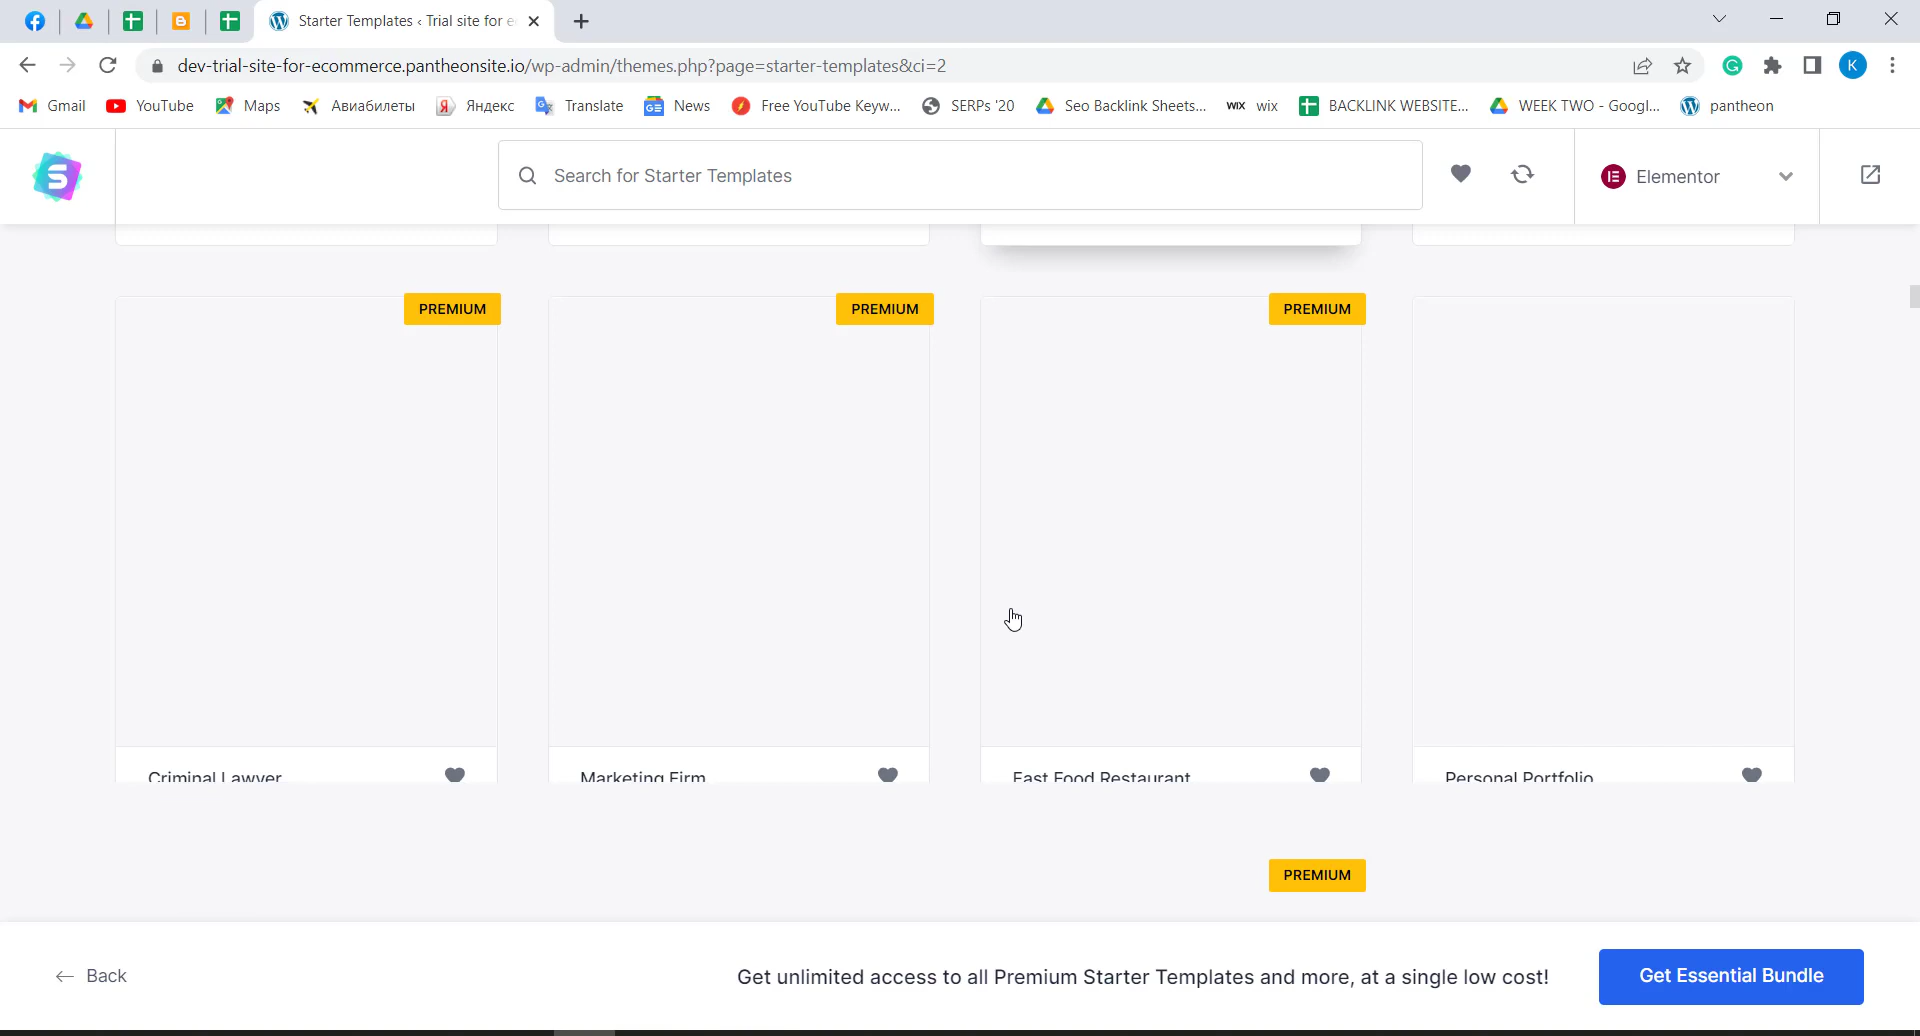 Starter Templates ‹ Trial site for e
dev-trial-site-for-ecommerce.pantheonsite.io/wp-admin/themes.php?page=starter-templates&ci=2
K
Gmail
YouTube
Maps
Авиабилеты
Яндекс
Translate
News
Free YouTube Keyw...
SERPs '20
Seo Backlink Sheets...
WIX wix
BACKLINK WEBSITE...
WEEK TWO - Googl...
pantheon
Search for Starter Templates
Elementor
PREMIUM
PREMIUM
PREMIUM
Criminal Lawyer
Marketing Firm
Fast Food Restaurant
Personal Portfolio
PREMIUM
Back
Get unlimited access to all Premium Starter Templates and more, at a single low cost!
Get Essential Bundle